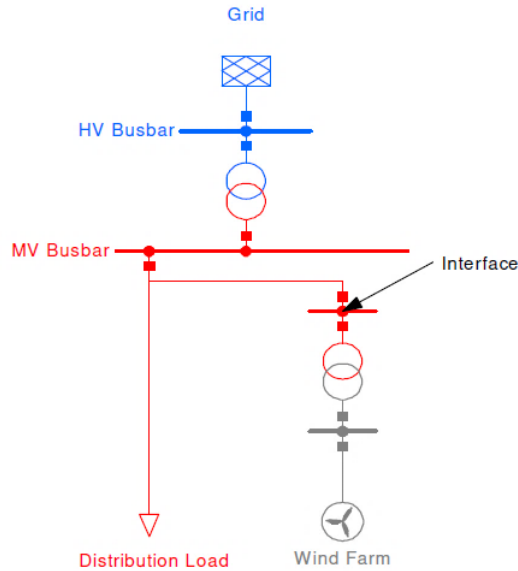 Grid
HV Busbar
MV Busbar
Interface
Distribution Load
Wind Farm